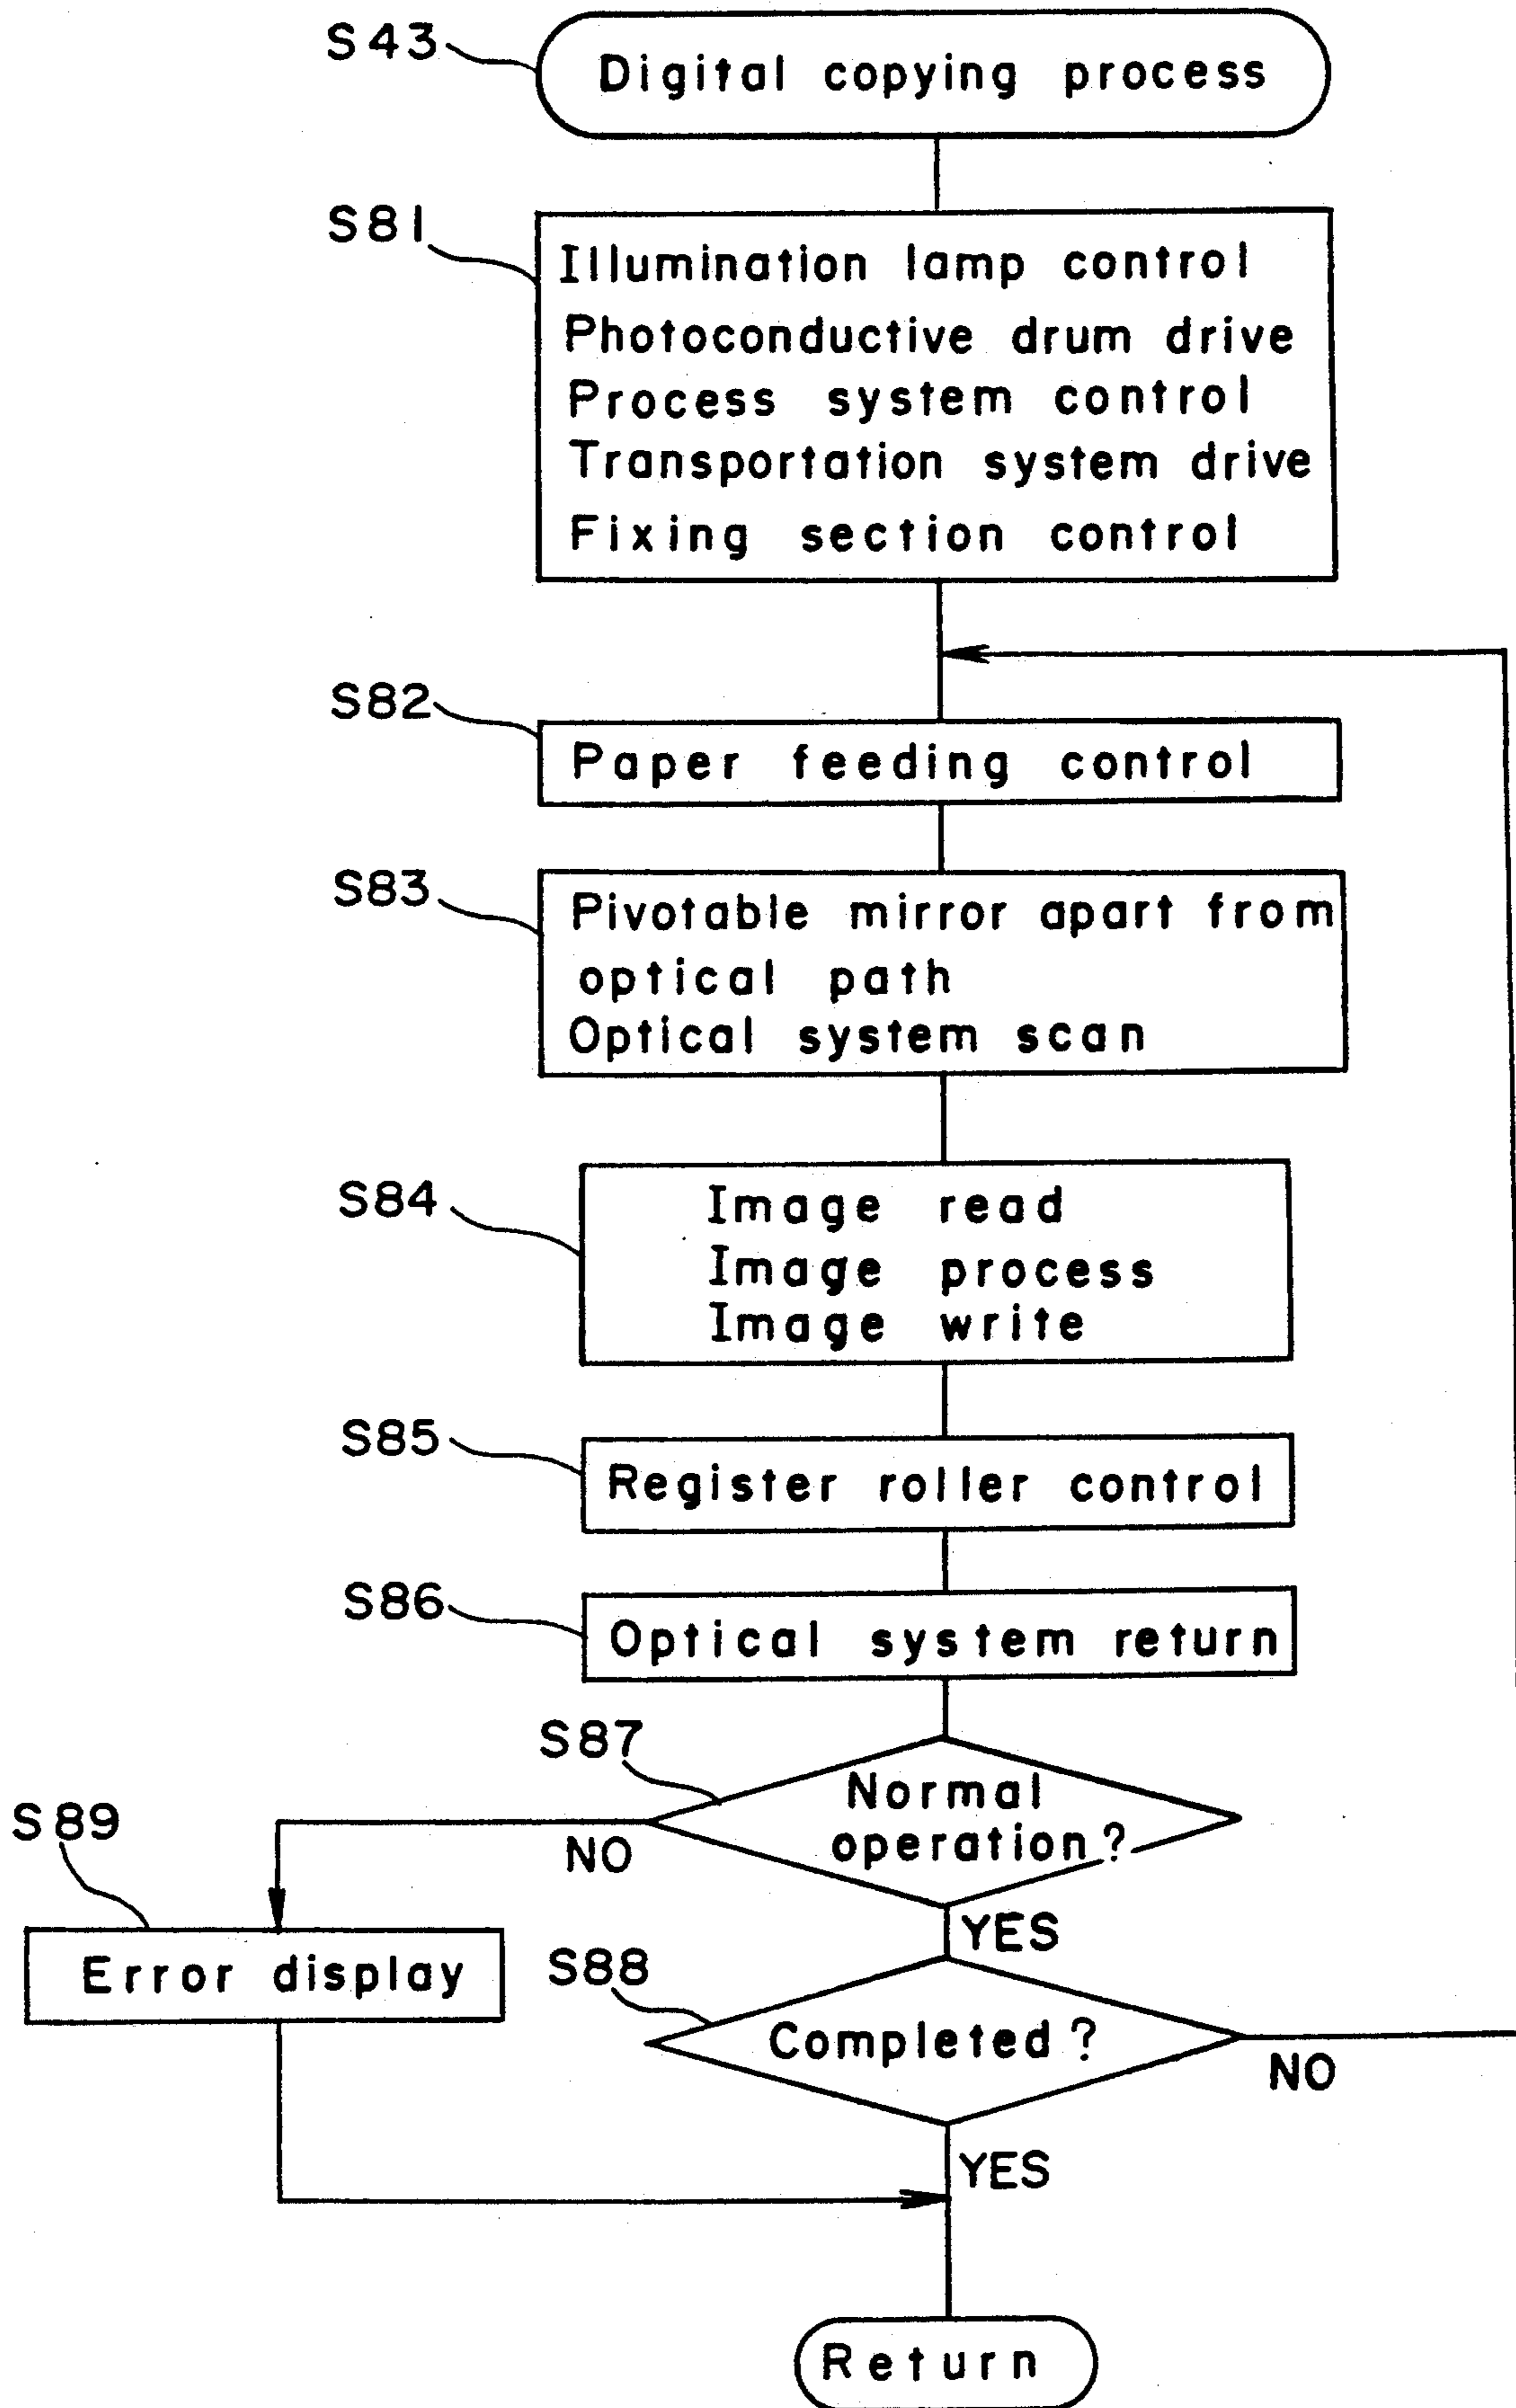 S43
Digital copying process
S81
Illumination lamp control
Photoconductive drum drive
Process system control
Transportation system drive
Fixing section control
S82
Paper feeding control
S83
Pivotable mirror apart from
optical path
Optical system scan
S84
Image read
Image process
Image write
S85
Register roller control
S86
Optical system return
S87
Normal
operation?
S89
NO
YES
Error display
S88
Completed?
NO
YES
Return